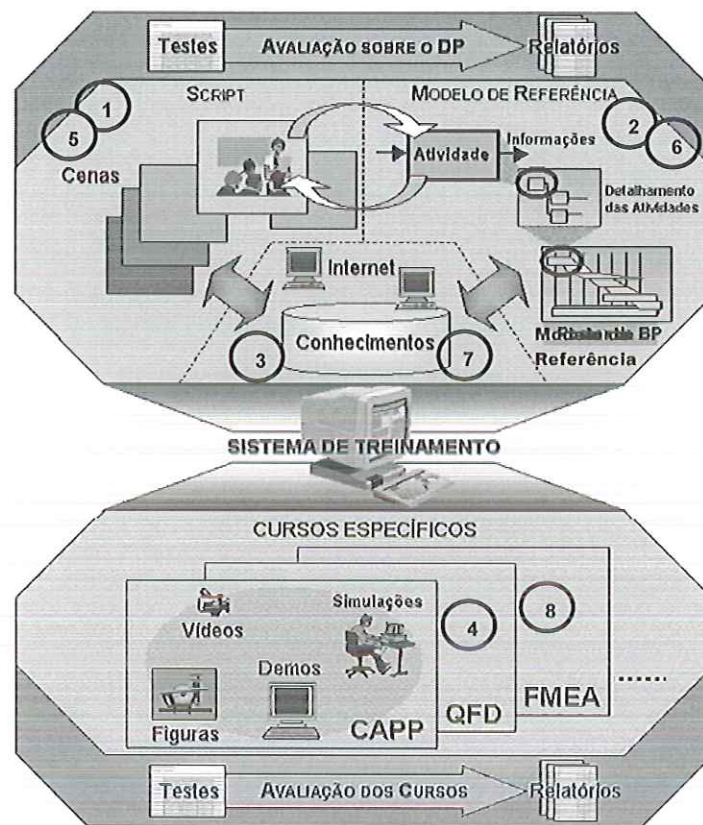 Testes
AVALIAÇÃO SOBRE O DP
Relatórios
SCRIPT
MODELO DE REFERÊNCIA
1
5
2
6
Cenas
Atividade
Informações
Detalhamento
das Atividades
Internet
Conhecimentos
3
7
Referência
SISTEMA DE TREINAMENTO
CURSOS ESPECÍFICOS
Vídeos
Simulações
4
8
Demos
Figuras
CAPP
QFD
FMEA
......
Testes
AVALIAÇÃO DOS CURSOS
Relatórios